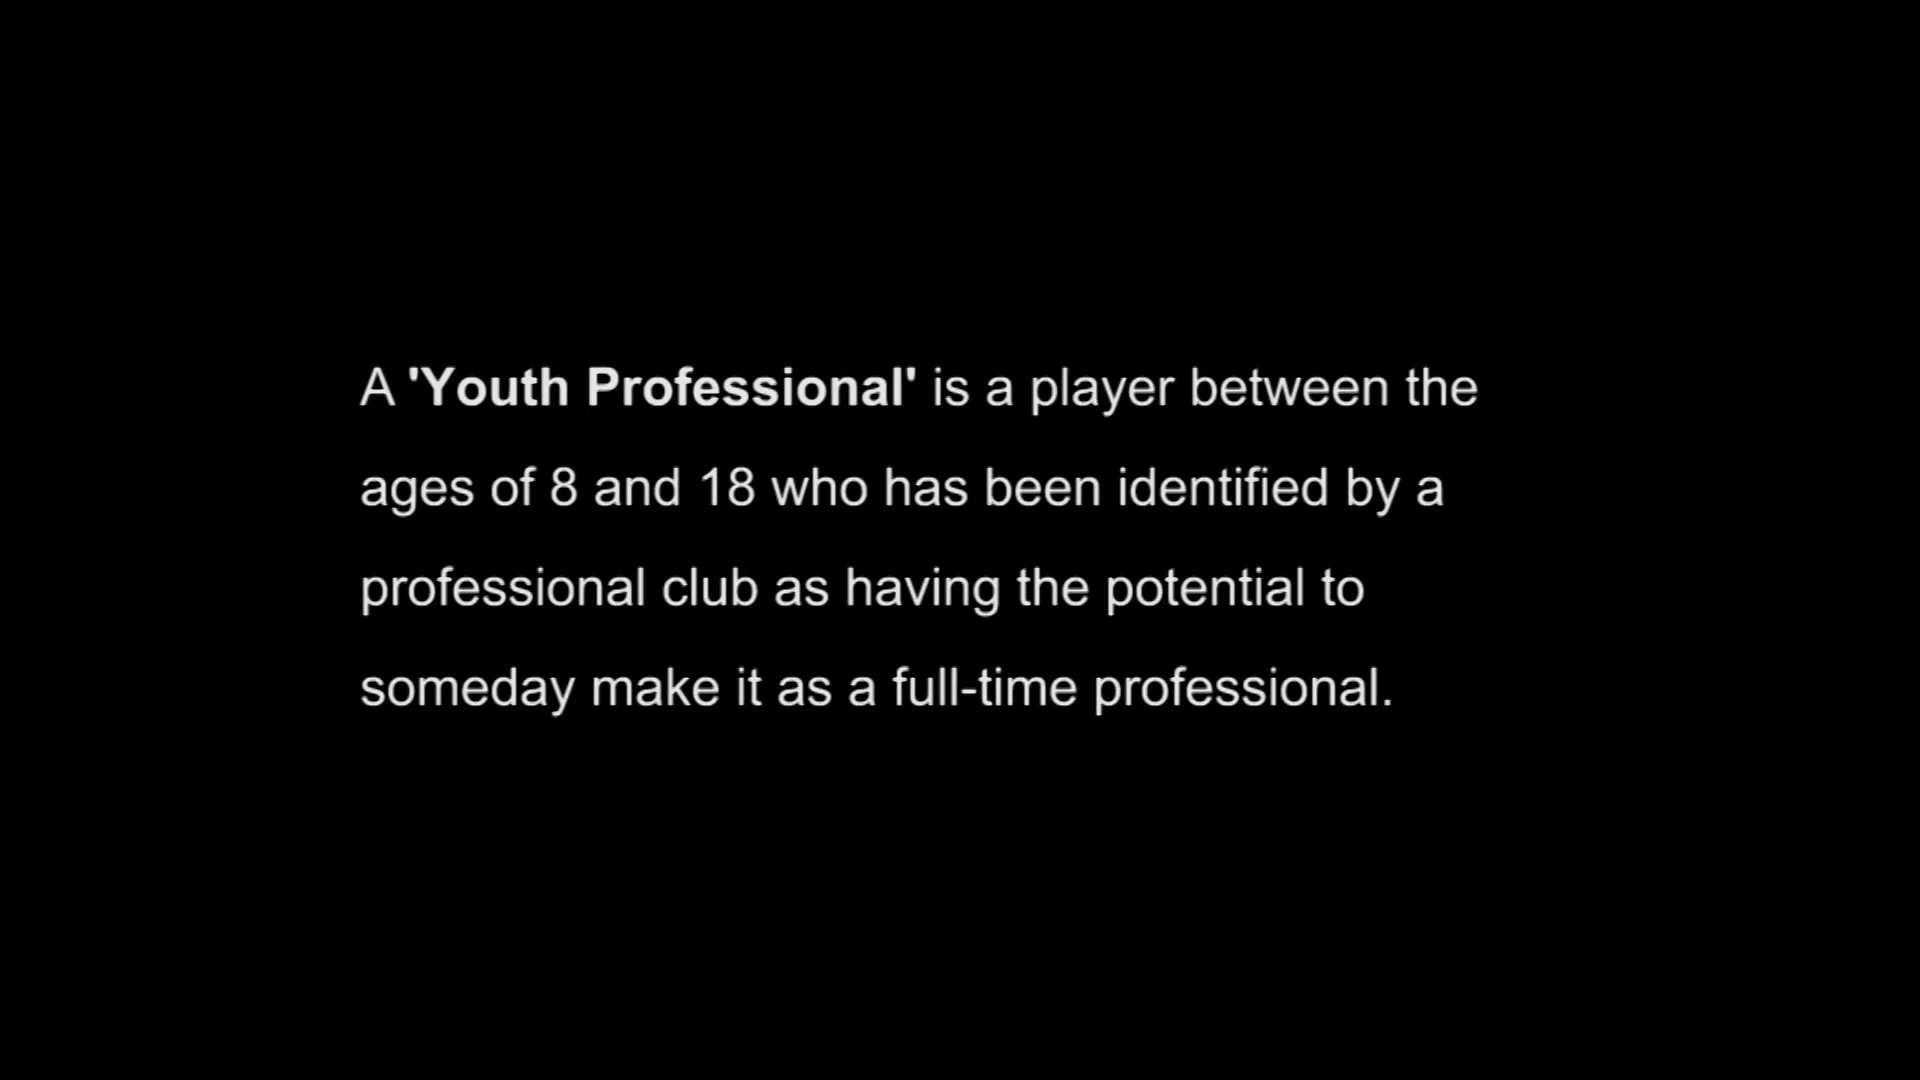 A 'Youth Professional' is a player between the
ages of 8 and 18 who has been identified by a
professional club as having the potential to
someday make it as a full-time professional.